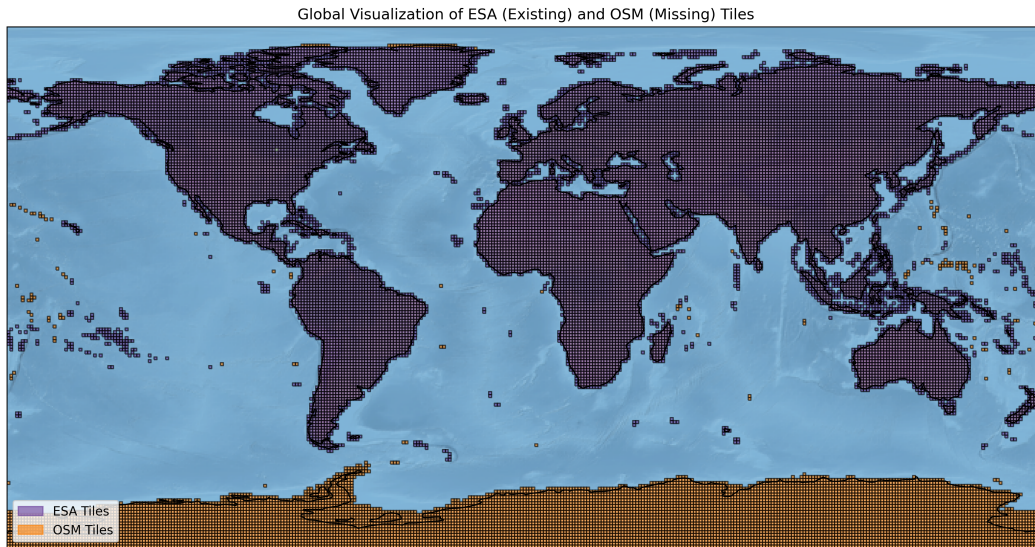 Global Visualization of ESA (Existing) and OSM (Missing) Tiles
ESA Tiles
OSM Tiles